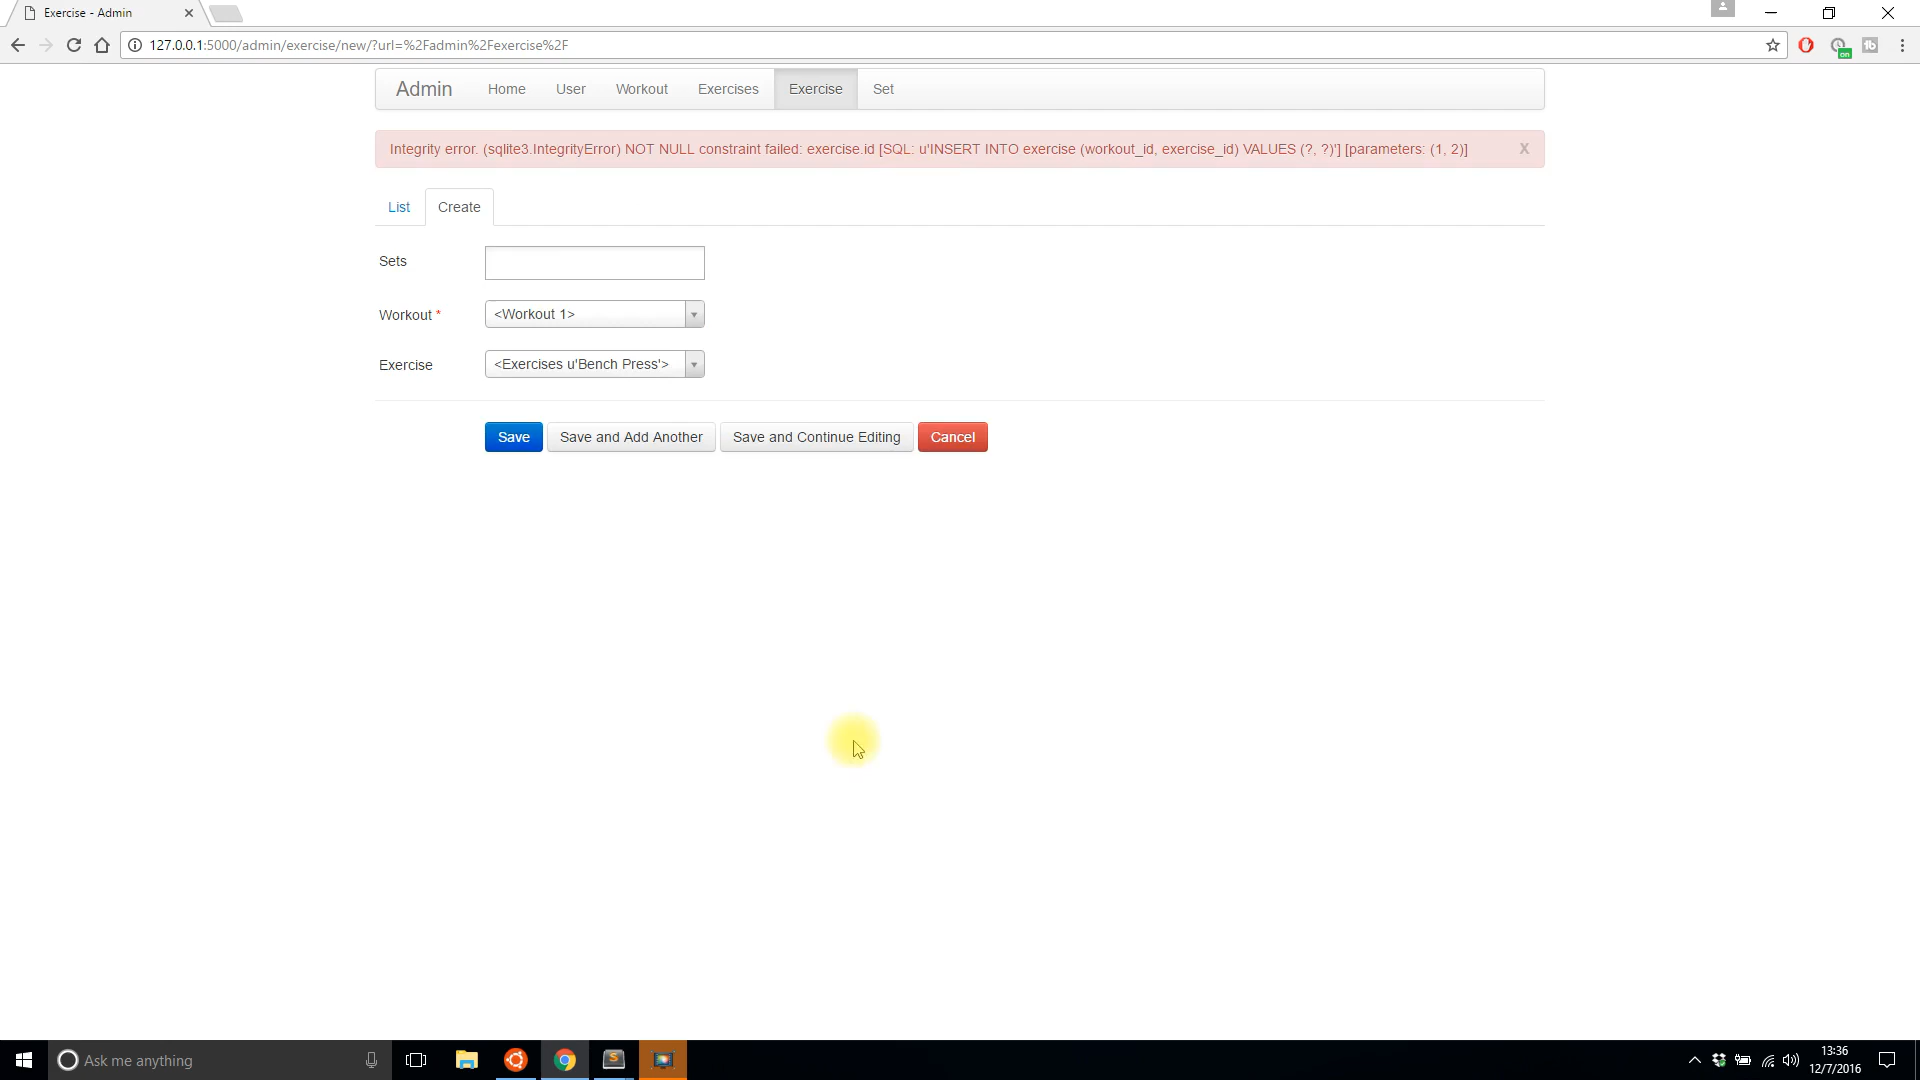 Exercise - Admin
127.0.0.1:5000/admin/exercise/new/?url=%2Fadmin%2Fexercise%2F
on
Admin Home User Workout Exercises Exercise Set
Integrity error. (sqlite3.IntegrityError) NOT NULL constraint failed: exercise.id [SQL: u'INSERT INTO exercise (workout_id, exercise_id) VALUES (?, ?)'] [parameters: (1, 2)] X
List Create
Sets
Workout * <Workout 1>
Exercise <Exercises u'Bench Press'>
Save Save and Add Another Save and Continue Editing Cancel
Ask me anything
13:36
12/7/2016